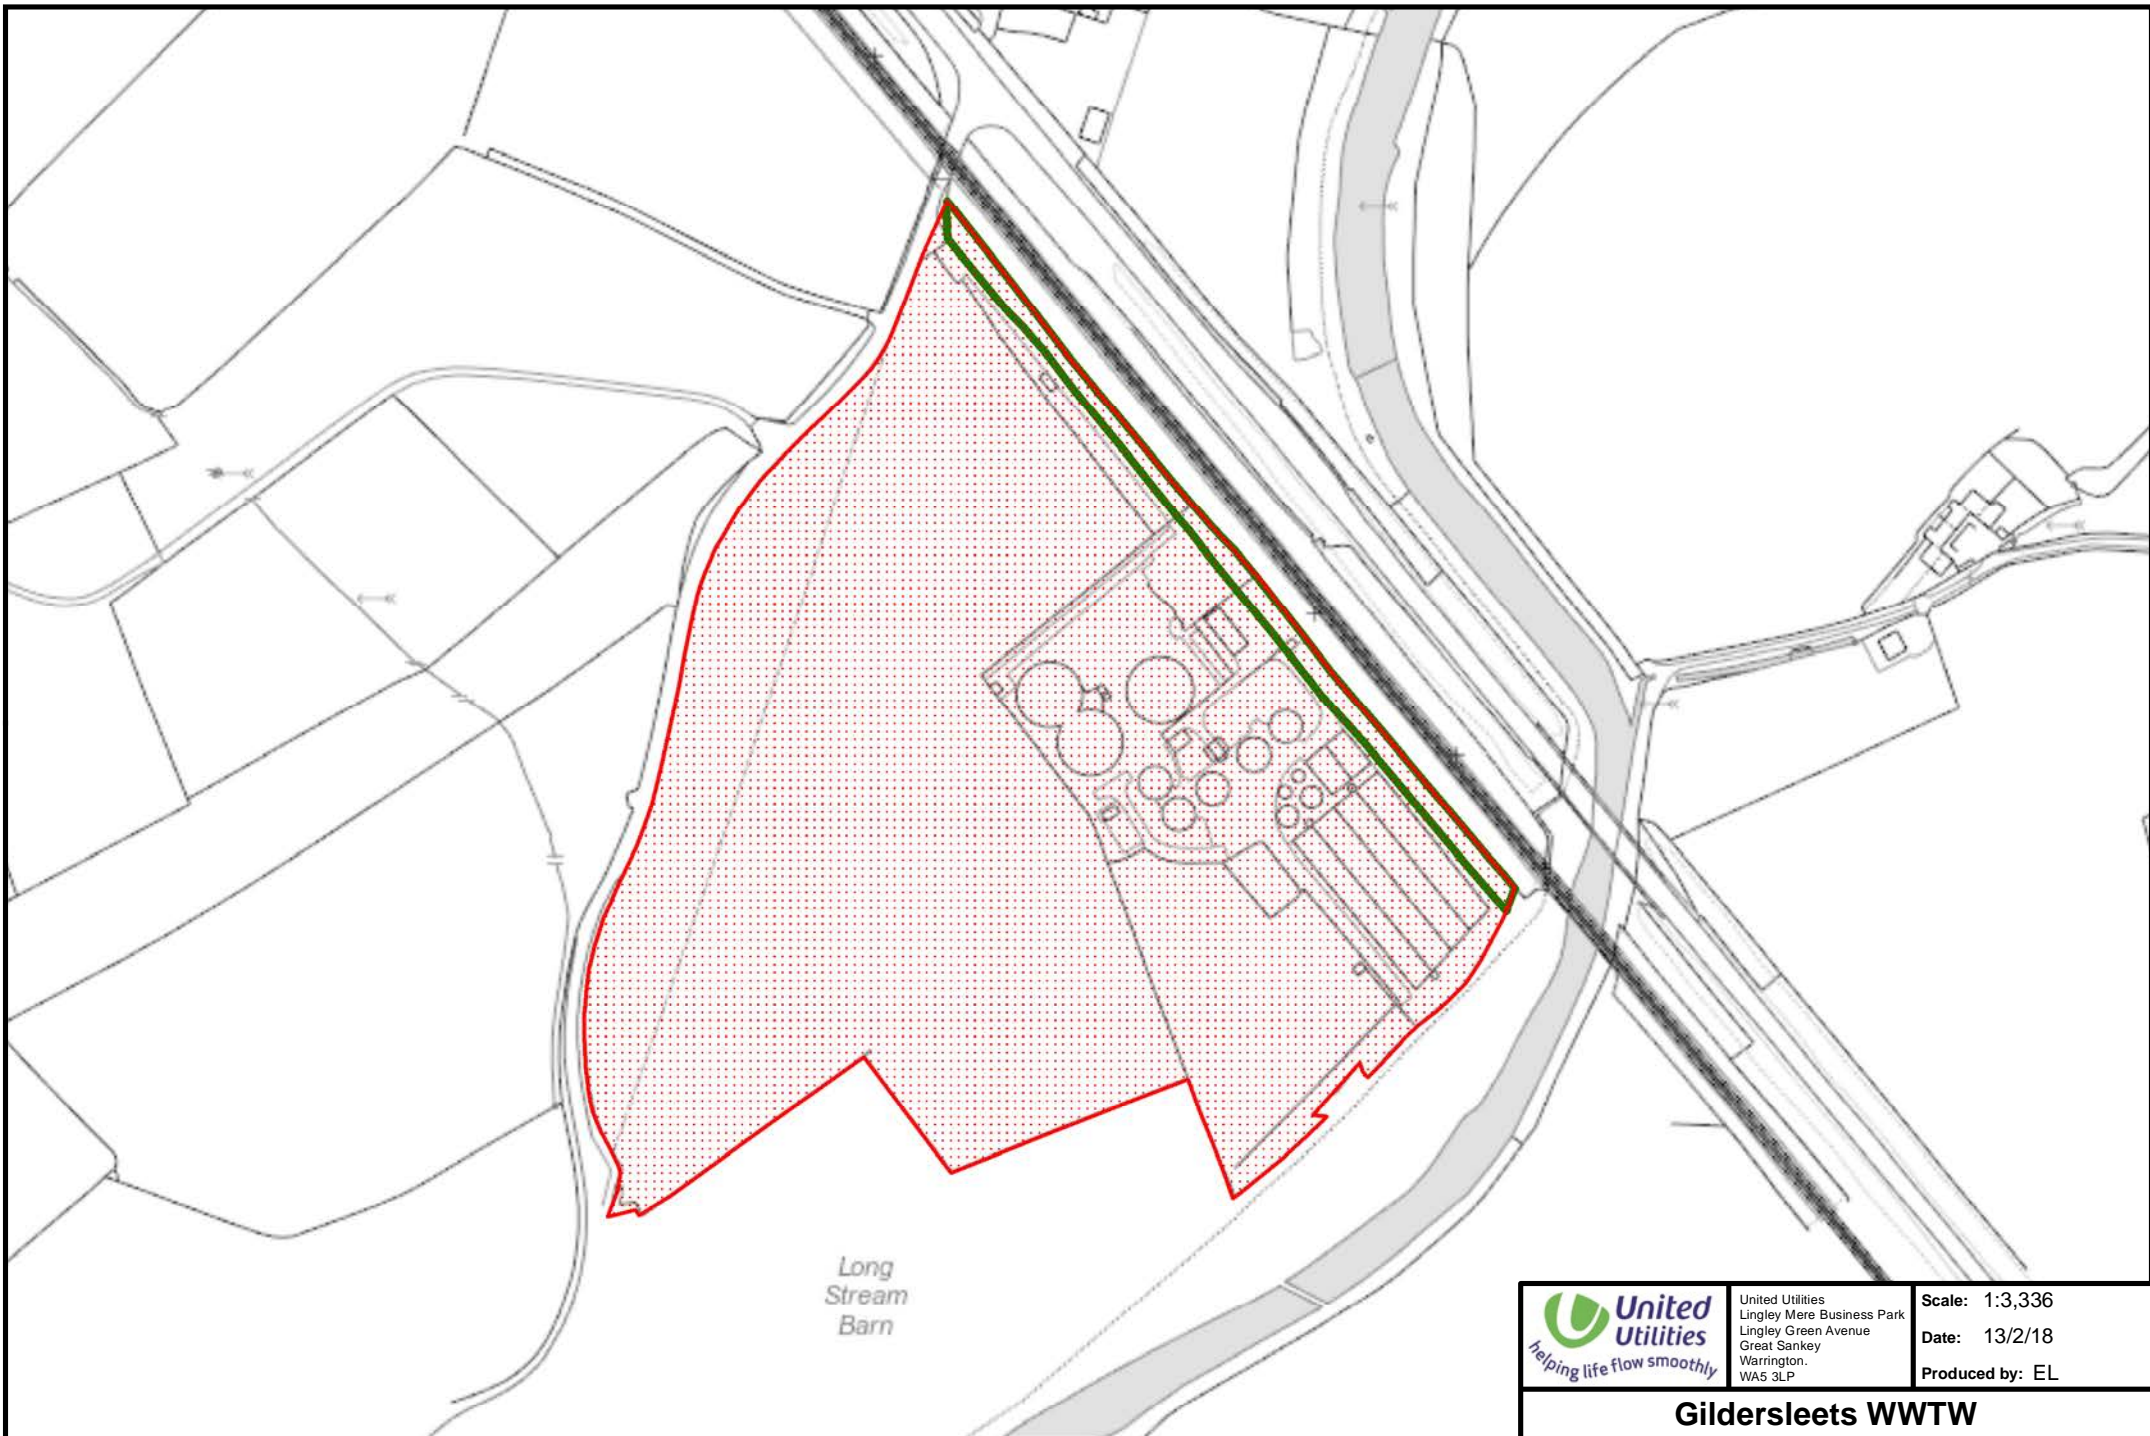 Long
Stream
Barn
United
Utilities
helping life flow smoothly
United Utilities
Lingley Mere Business Park
Lingley Green Avenue
Great Sankey
Warrington.
WA5 3LP
Scale: 1:3,336
Date: 13/2/18
Produced by: EL
Gildersleets WWTW